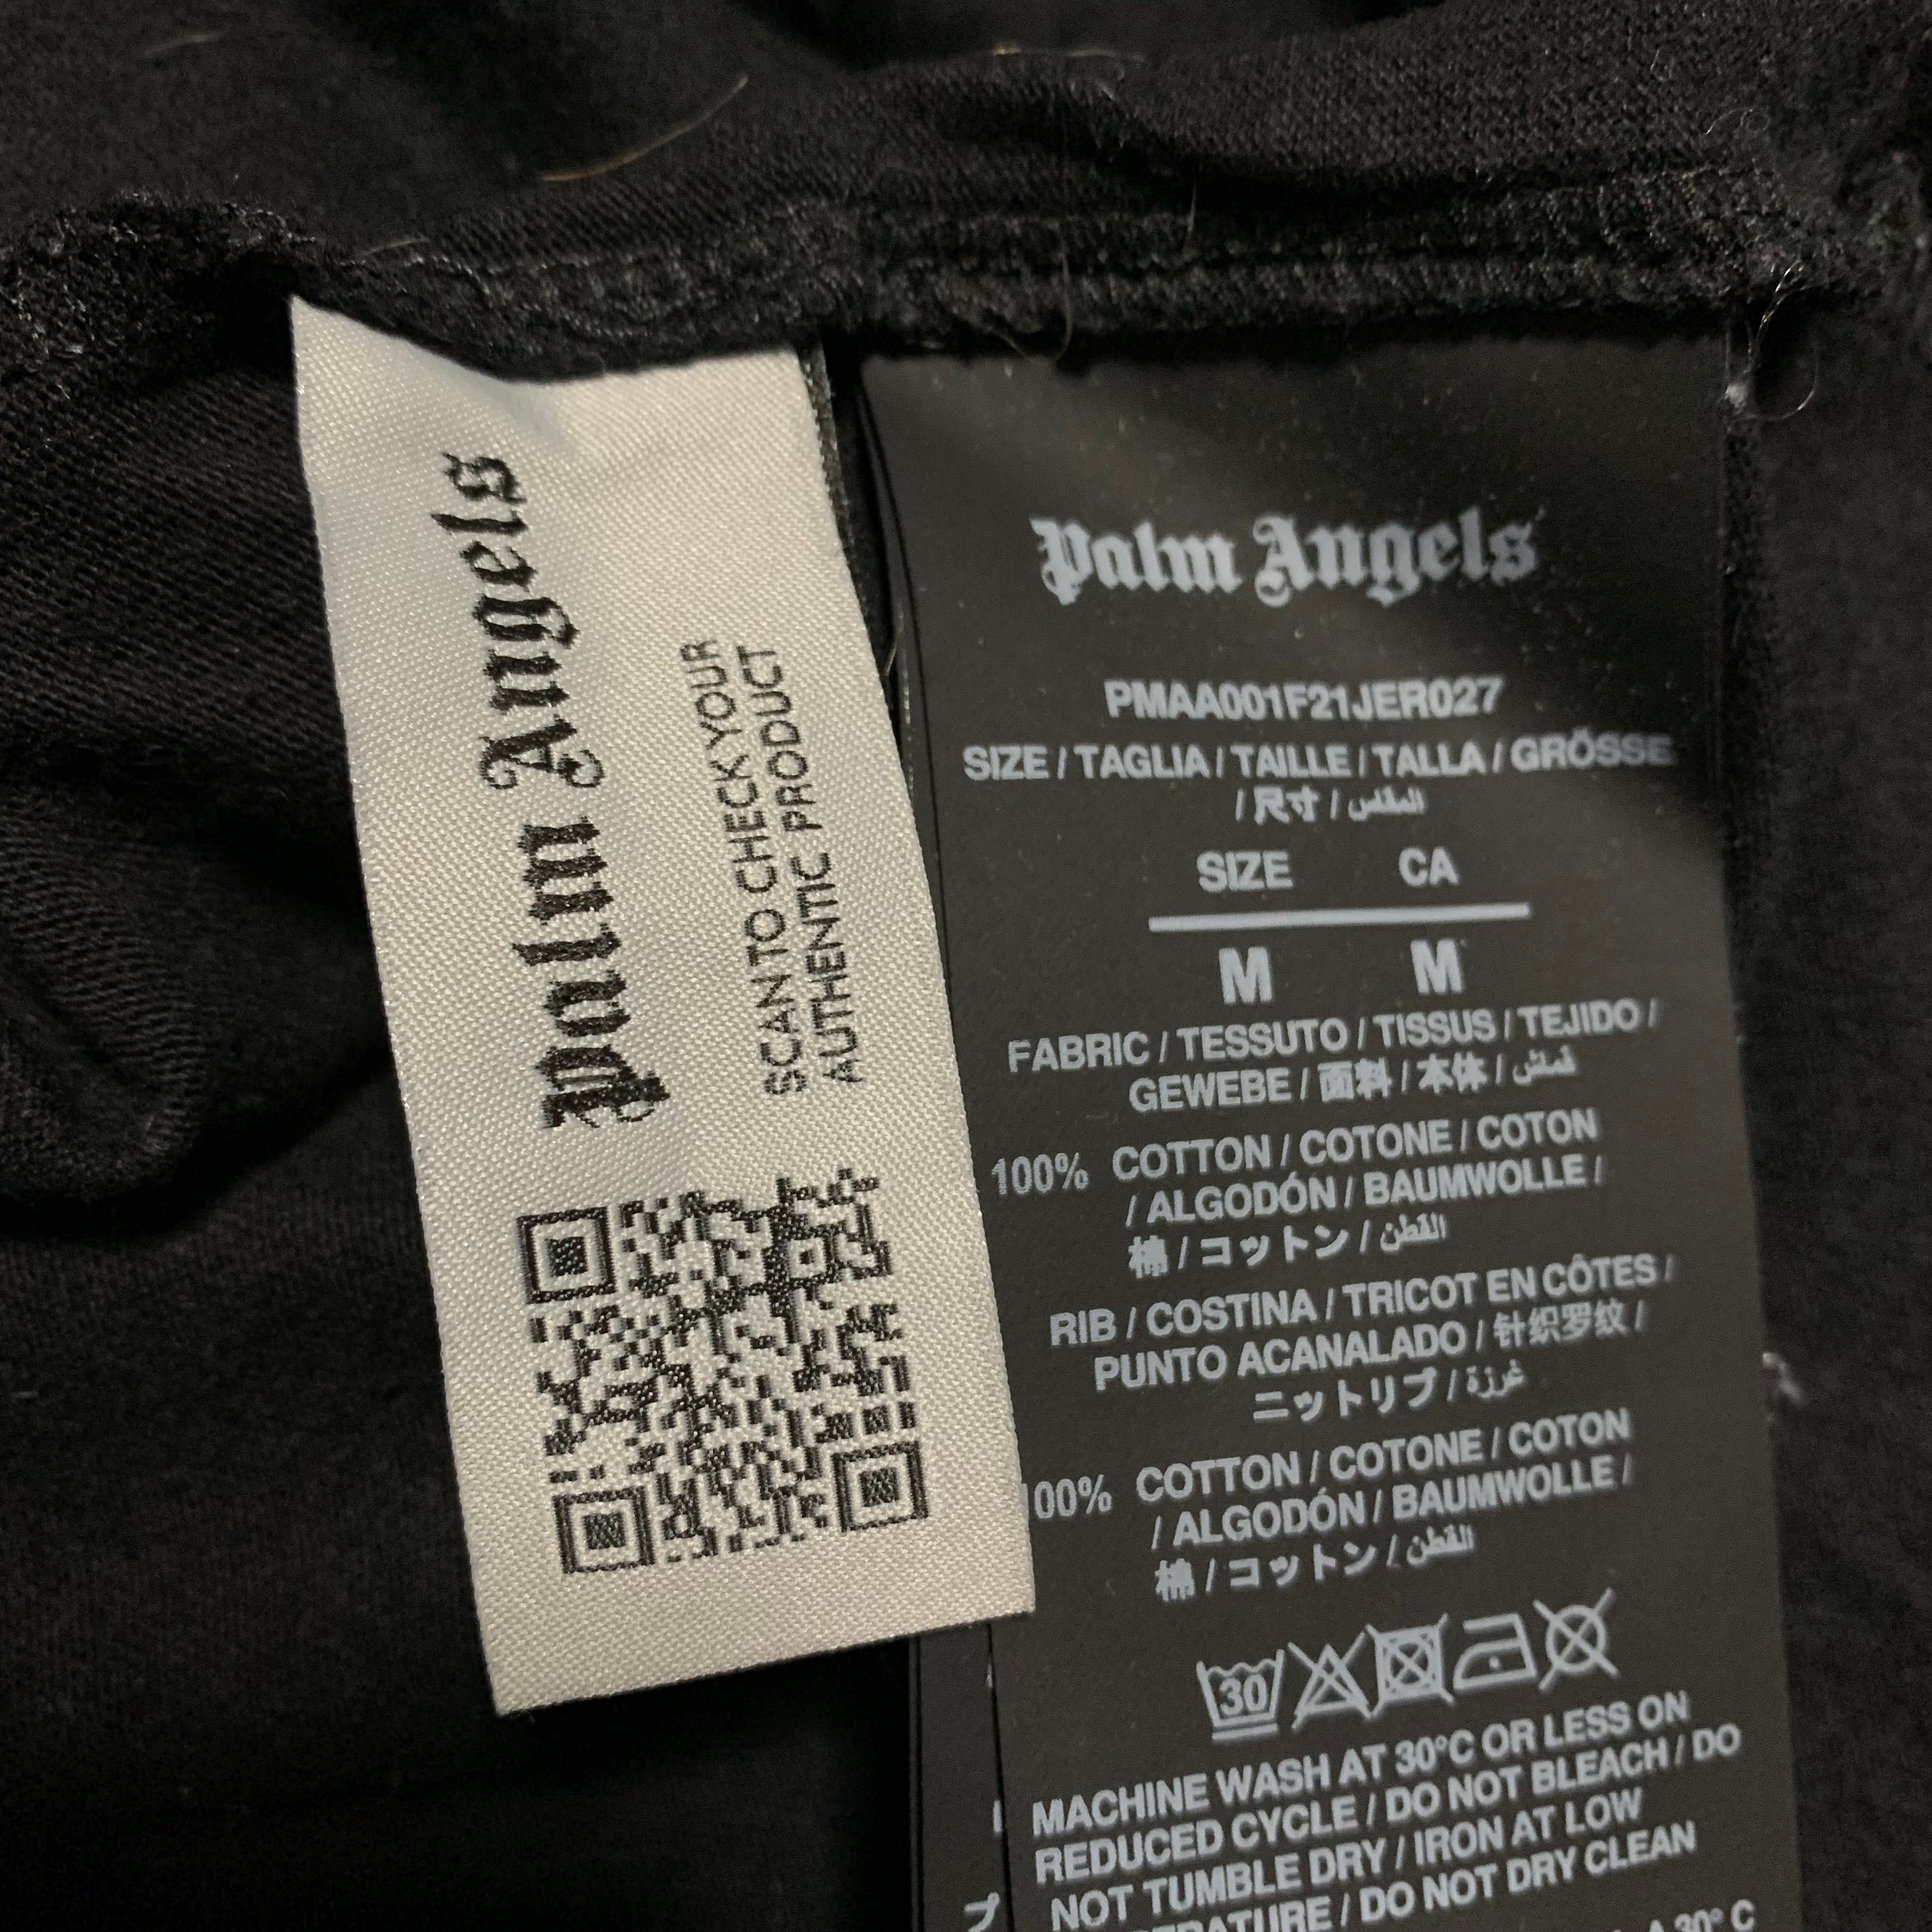 Palm Angels
SCAN TO CHECK YOUR
AUTHENTIC PRODUCT
Palm Angels
PMAA001F21JER027
SIZE / TAGLIA / TAILLE / TALLA / GRÖSSE
/ 尺寸 / المقاس
SIZE CA
M M
FABRIC / TESSUTO / TISSUS / TEJIDO /
GEWEBE / 面料 / 本体 / قماش
100% COTTON / COTONE / COTON
/ ALGODÓN / BAUMWOLLE /
棉 / コットン / القطن
RIB / COSTINA / TRICOT EN CÔTES /
PUNTO ACANALADO / 针织罗纹 /
ニットリブ / غرزة
100% COTTON / COTONE / COTON
/ ALGODÓN / BAUMWOLLE /
棉 / コットン / القطن
30
MACHINE WASH AT 30°C OR LESS ON
REDUCED CYCLE / DO NOT BLEACH / DO
NOT TUMBLE DRY / IRON AT LOW
/ DO NOT DRY CLEAN
A 30° C
プ